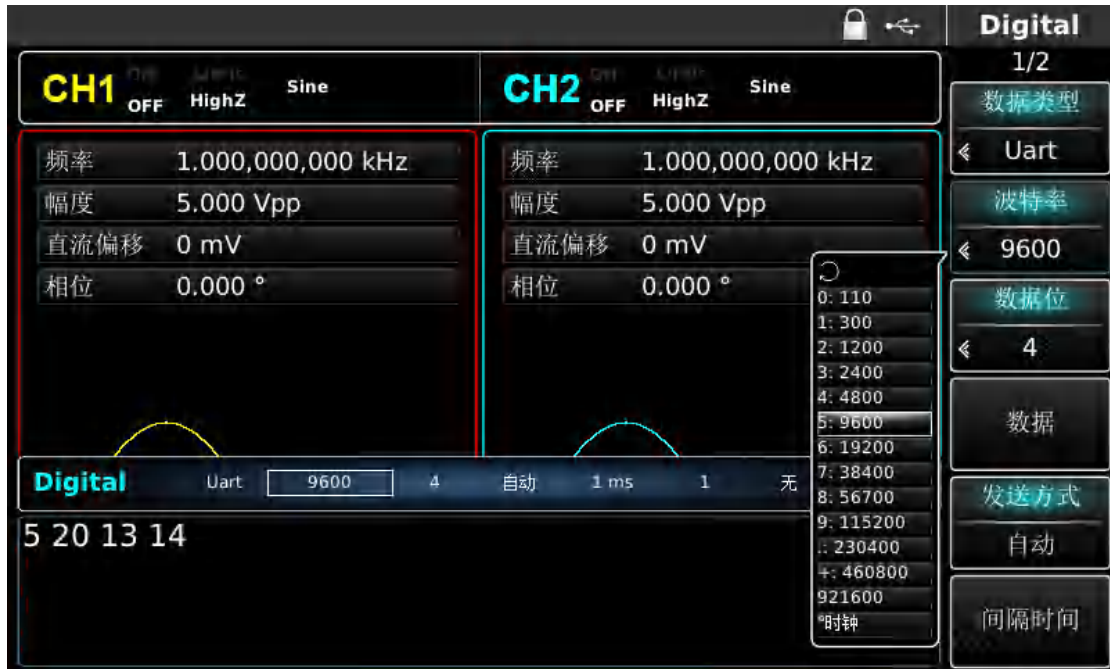 Digital
1/2
CH1 OFF HighZ Sine
CH2 OFF HighZ Sine
频率 1.000,000,000 kHz
幅度 5.000 Vpp
直流偏移 0 mV
相位 0.000 °
频率 1.000,000,000 kHz
幅度 5.000 Vpp
直流偏移 0 mV
相位 0.000 °
0: 110
1: 300
2: 1200
3: 2400
4: 4800
5: 9600
6: 19200
7: 38400
8: 56700
9: 115200
.: 230400
+: 460800
921600
°时钟
数据类型
Uart
波特率
9600
数据位
4
数据
发送方式
自动
间隔时间
Digital Uart 9600 4 自动 1 ms 1 无
5 20 13 14